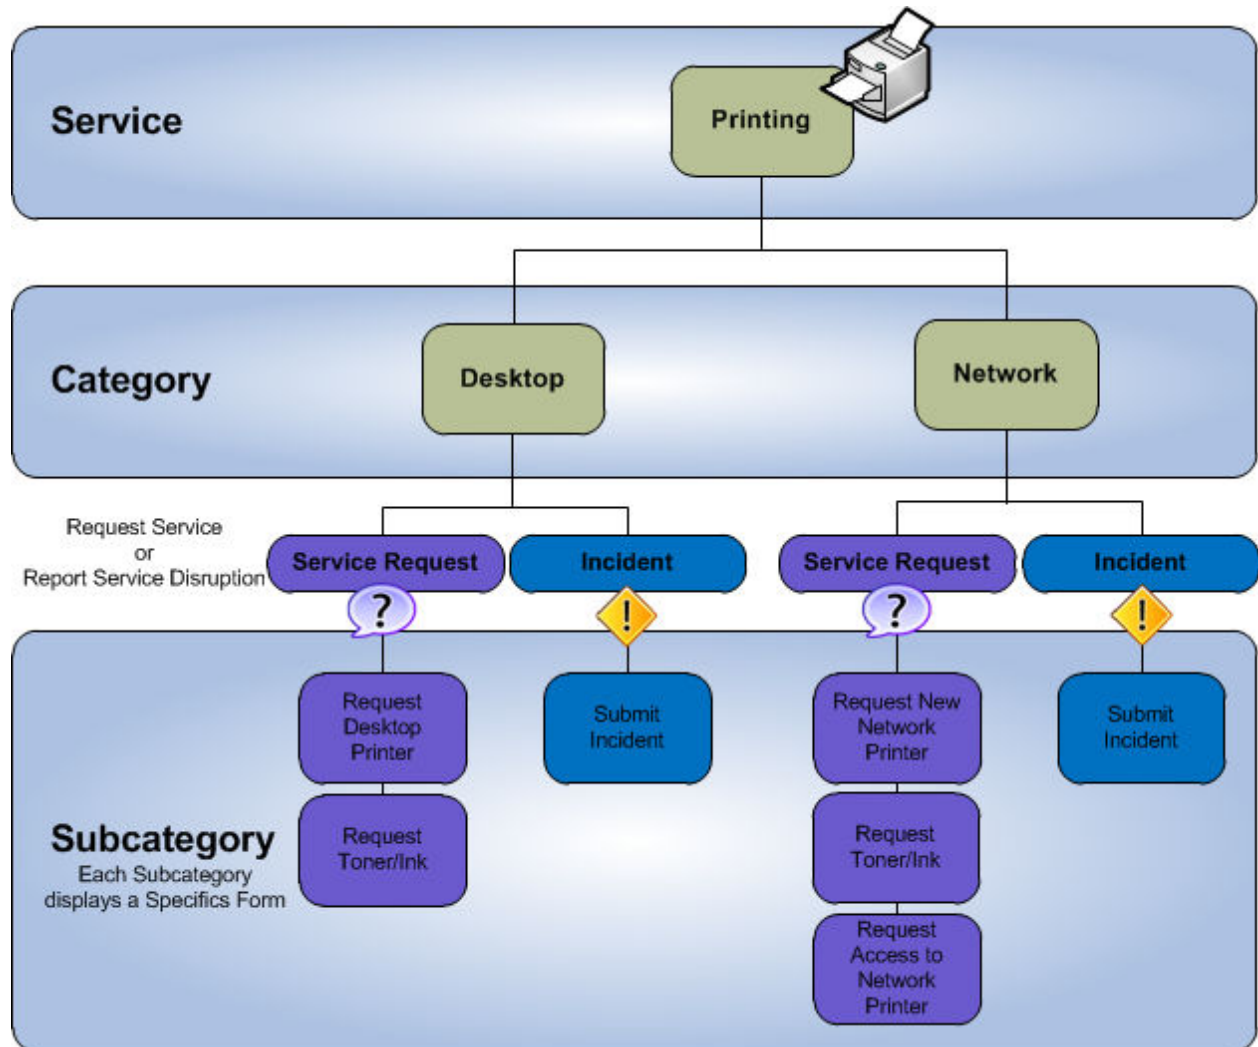 Service
Printing
Category
Desktop
Network
Request Service
or
Report Service Disruption
Service Request
Incident
Service Request
Incident
?
!
?
!
Subcategory
Each Subcategory
displays a Specifics Form
Request
Desktop
Printer
Submit
Incident
Request New
Network
Printer
Submit
Incident
Request
Toner/Ink
Request
Toner/Ink
Request
Access to
Network
Printer